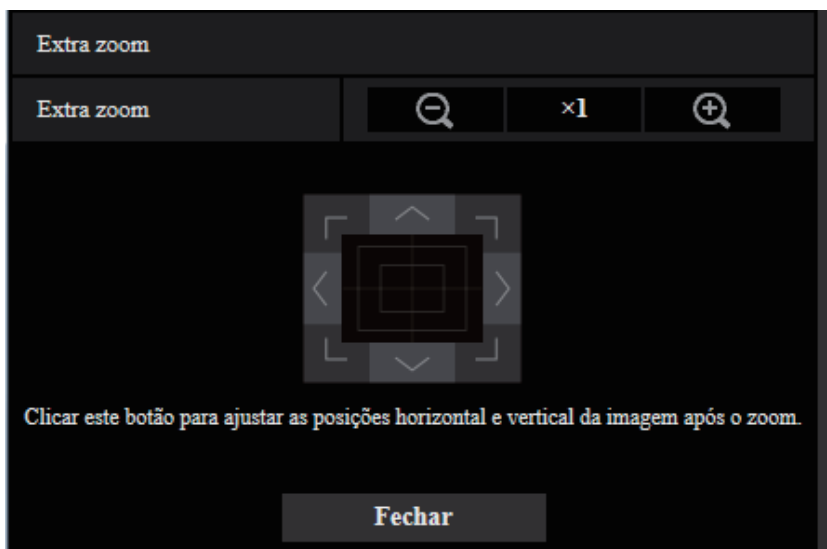 Extra zoom
Extra zoom ×1
Clicar este botão para ajustar as posições horizontal e vertical da imagem após o zoom.
Fechar